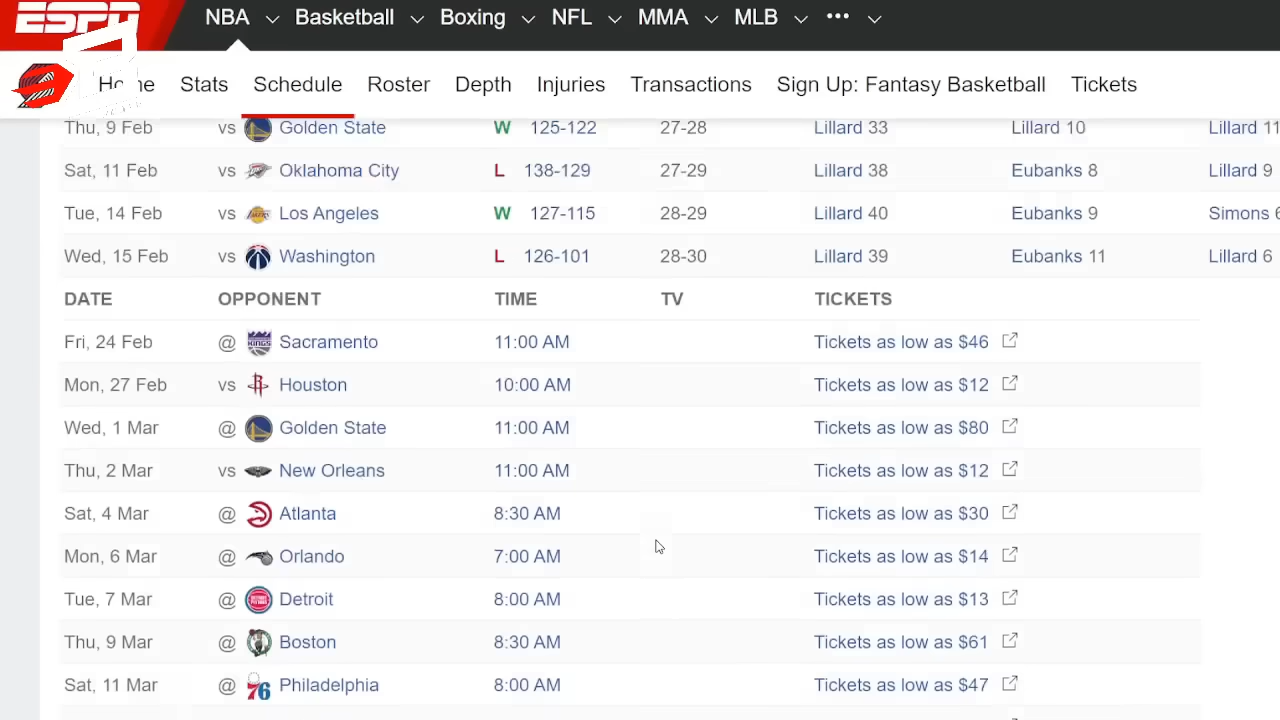 ESPN NBA Basketball Boxing NFL MMA MLB •••
Home Stats Schedule Roster Depth Injuries Transactions Sign Up: Fantasy Basketball Tickets
Thu, 9 Feb vs Golden State W 125-122 27-28 Lillard 33 Lillard 10 Lillard 11
Sat, 11 Feb vs Oklahoma City L 138-129 27-29 Lillard 38 Eubanks 8 Lillard 9
Tue, 14 Feb vs Los Angeles W 127-115 28-29 Lillard 40 Eubanks 9 Simons 6
Wed, 15 Feb vs Washington L 126-101 28-30 Lillard 39 Eubanks 11 Lillard 6
DATE OPPONENT TIME TV TICKETS
Fri, 24 Feb @ Sacramento 11:00 AM Tickets as low as $46
Mon, 27 Feb vs Houston 10:00 AM Tickets as low as $12
Wed, 1 Mar @ Golden State 11:00 AM Tickets as low as $80
Thu, 2 Mar vs New Orleans 11:00 AM Tickets as low as $12
Sat, 4 Mar @ Atlanta 8:30 AM Tickets as low as $30
Mon, 6 Mar @ Orlando 7:00 AM Tickets as low as $14
Tue, 7 Mar @ Detroit 8:00 AM Tickets as low as $13
Thu, 9 Mar @ Boston 8:30 AM Tickets as low as $61
Sat, 11 Mar @ Philadelphia 8:00 AM Tickets as low as $47